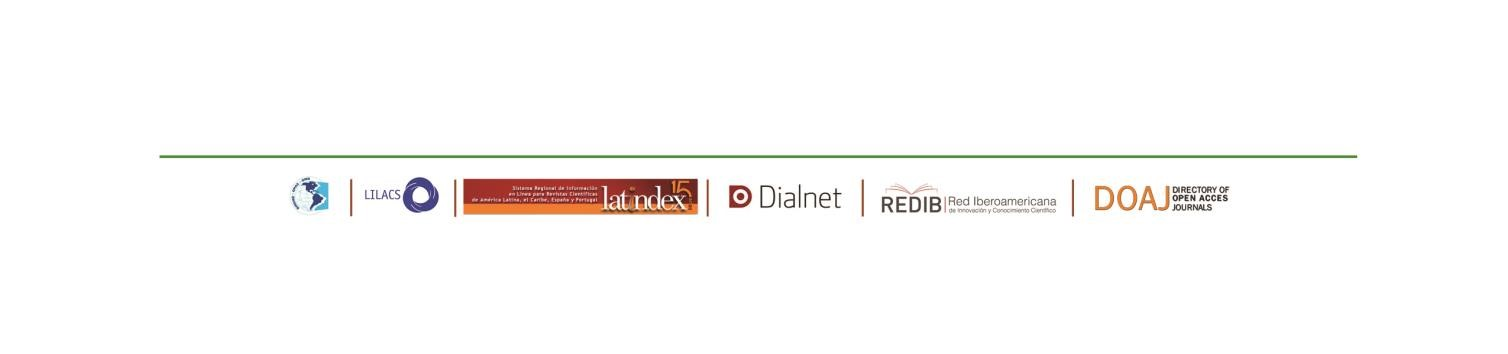 LILACS
Sistema Regional de Información
en Línea para Revistas Científicas
de América Latina, el Caribe, España y Portugal
latindex
15
Dialnet
REDIB
Red Iberoamericana
de Innovación y Conocimiento Científico
DOAJ
DIRECTORY OF
OPEN ACCES
JOURNALS